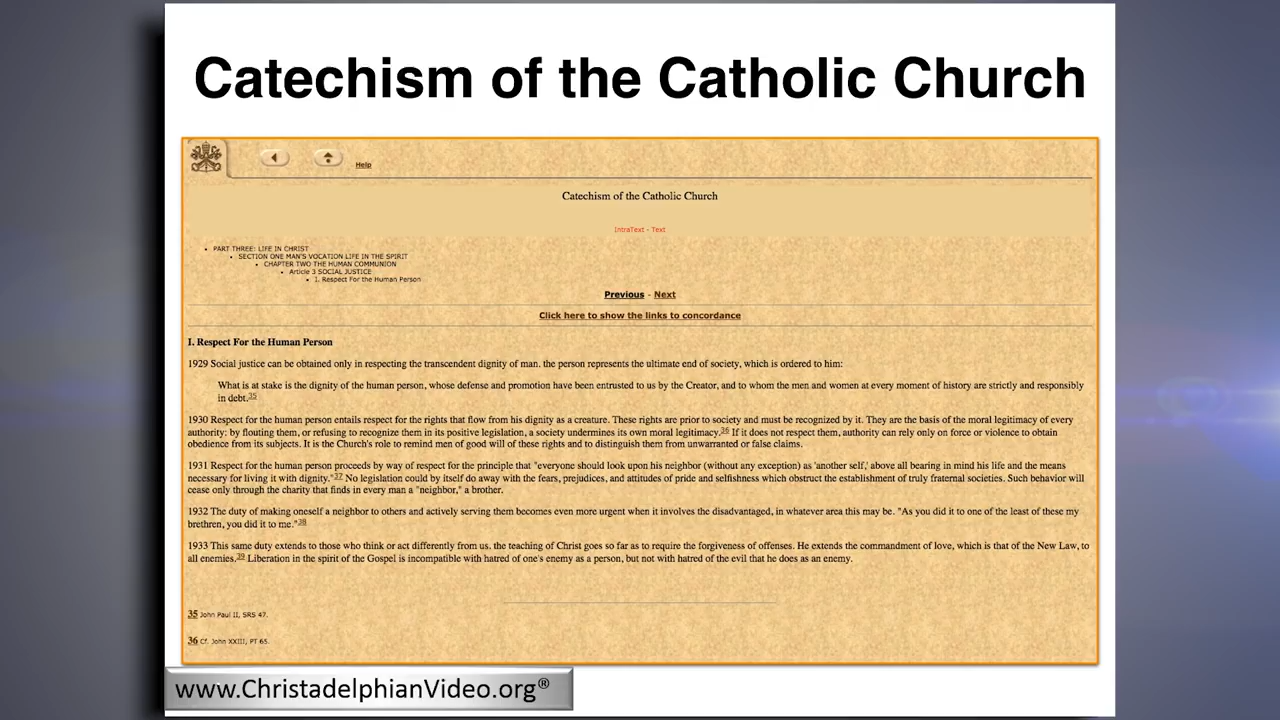 Catechism of the Catholic Church
Help
Catechism of the Catholic Church
IntraText - Text
• PART THREE: LIFE IN CHRIST
• SECTION ONE MAN'S VOCATION LIFE IN THE SPIRIT
• CHAPTER TWO THE HUMAN COMMUNION
• Article 3 SOCIAL JUSTICE
• I. Respect For the Human Person
Previous - Next
Click here to show the links to concordance
I. Respect For the Human Person
1929 Social justice can be obtained only in respecting the transcendent dignity of man. the person represents the ultimate end of society, which is ordered to him:
What is at stake is the dignity of the human person, whose defense and promotion have been entrusted to us by the Creator, and to whom the men and women at every moment of history are strictly and responsibly
in debt.35
1930 Respect for the human person entails respect for the rights that flow from his dignity as a creature. These rights are prior to society and must be recognized by it. They are the basis of the moral legitimacy of every
authority: by flouting them, or refusing to recognize them in its positive legislation, a society undermines its own moral legitimacy.36 If it does not respect them, authority can rely only on force or violence to obtain
obedience from its subjects. It is the Church's role to remind men of good will of these rights and to distinguish them from unwarranted or false claims.
1931 Respect for the human person proceeds by way of respect for the principle that "everyone should look upon his neighbor (without any exception) as 'another self,' above all bearing in mind his life and the means
necessary for living it with dignity."37 No legislation could by itself do away with the fears, prejudices, and attitudes of pride and selfishness which obstruct the establishment of truly fraternal societies. Such behavior will
cease only through the charity that finds in every man a "neighbor," a brother.
1932 The duty of making oneself a neighbor to others and actively serving them becomes even more urgent when it involves the disadvantaged, in whatever area this may be. "As you did it to one of the least of these my
brethren, you did it to me."38
1933 This same duty extends to those who think or act differently from us. the teaching of Christ goes so far as to require the forgiveness of offenses. He extends the commandment of love, which is that of the New Law, to
all enemies.39 Liberation in the spirit of the Gospel is incompatible with hatred of one's enemy as a person, but not with hatred of the evil that he does as an enemy.
35 John Paul II, SRS 47.
36 Cf. John XXIII, PT 65.
www.ChristadelphianVideo.org®